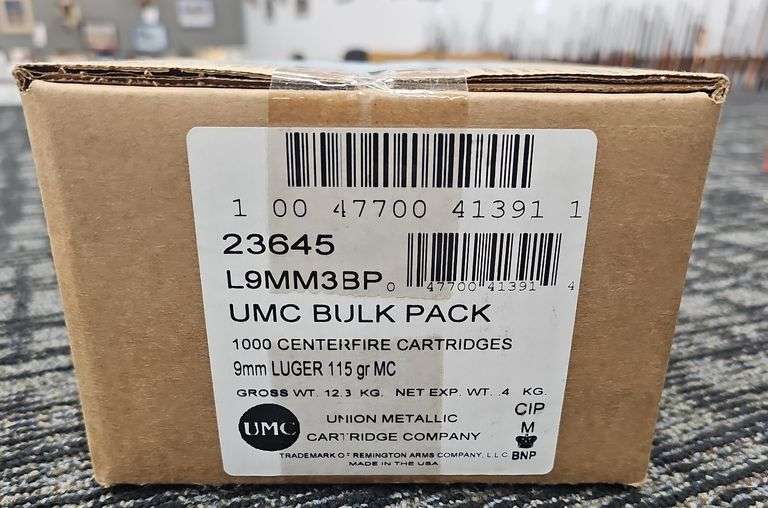 1 00 47700 41391 1
23645
L9MM3BP
0 47700 41391 4
UMC BULK PACK
1000 CENTERFIRE CARTRIDGES
9mm LUGER 115 gr MC
GROSS WT. 12.3 KG. NET EXP. WT. .4 KG.
UMC
UNION METALLIC
CARTRIDGE COMPANY
CIP
M
BNP
TRADEMARK OF REMINGTON ARMS COMPANY, L.L.C
MADE IN THE USA